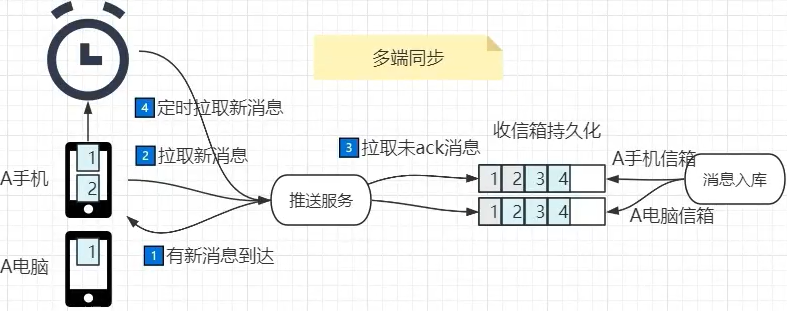 多端同步
4 定时拉取新消息
收信箱持久化
1
2 拉取新消息
3 拉取未ack消息
A手机信箱
A手机
2
1 2 3 4
消息入库
推送服务
1 2 3 4
A电脑信箱
1
1 有新消息到达
A电脑